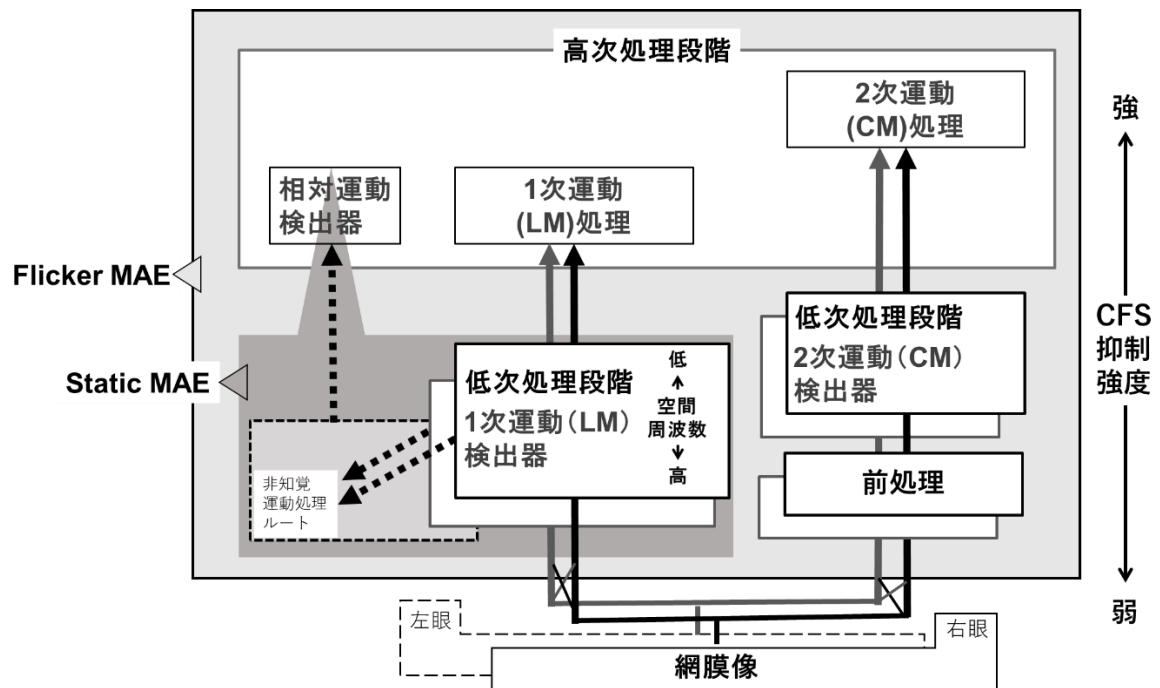 高次処理段階
2次運動
(CM)処理
強
相対運動
検出器
1次運動
(LM)処理
Flicker MAE
低次処理段階
2次運動(CM)
検出器
CFS
抑制
強度
Static MAE
低次処理段階
1次運動(LM)
検出器
低
空間
周波数
高
非知覚
運動処理
ルート
前処理
弱
左眼
右眼
網膜像